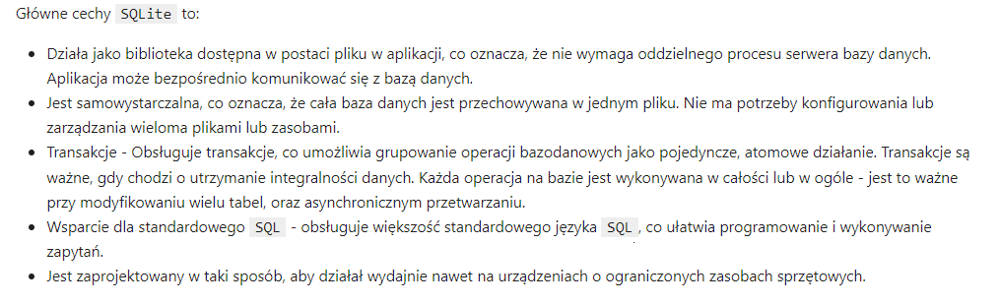 Główne cechy SQLite to:
• Działa jako biblioteka dostępna w postaci pliku w aplikacji, co oznacza, że nie wymaga oddzielnego procesu serwera bazy danych.
Aplikacja może bezpośrednio komunikować się z bazą danych.
• Jest samowystarczalna, co oznacza, że cała baza danych jest przechowywana w jednym pliku. Nie ma potrzeby konfigurowania lub
zarządzania wieloma plikami lub zasobami.
• Transakcje - Obsługuje transakcje, co umożliwia grupowanie operacji bazodanowych jako pojedyncze, atomowe działanie. Transakcje są
ważne, gdy chodzi o utrzymanie integralności danych. Każda operacja na bazie jest wykonywana w całości lub w ogóle - jest to ważne
przy modyfikowaniu wielu tabel, oraz asynchronicznym przetwarzaniu.
• Wsparcie dla standardowego SQL - obsługuje większość standardowego języka SQL, co ułatwia programowanie i wykonywanie
zapytań.
• Jest zaprojektowany w taki sposób, aby działał wydajnie nawet na urządzeniach o ograniczonych zasobach sprzętowych.